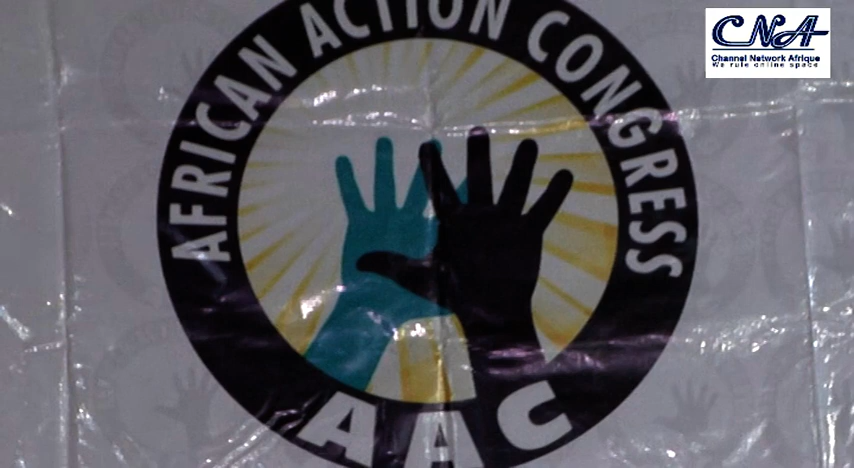 AFRICAN ACTION CONGRESS
AAC
CNA
Channel Network Afrique
We rule online space